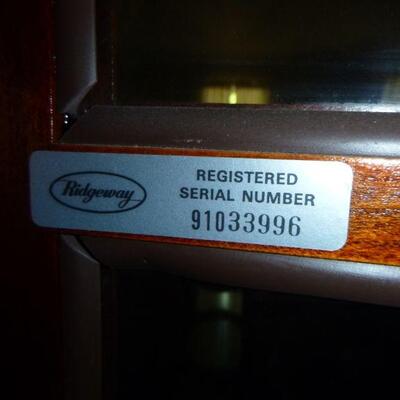 Ridgeway
REGISTERED
SERIAL NUMBER
91033996